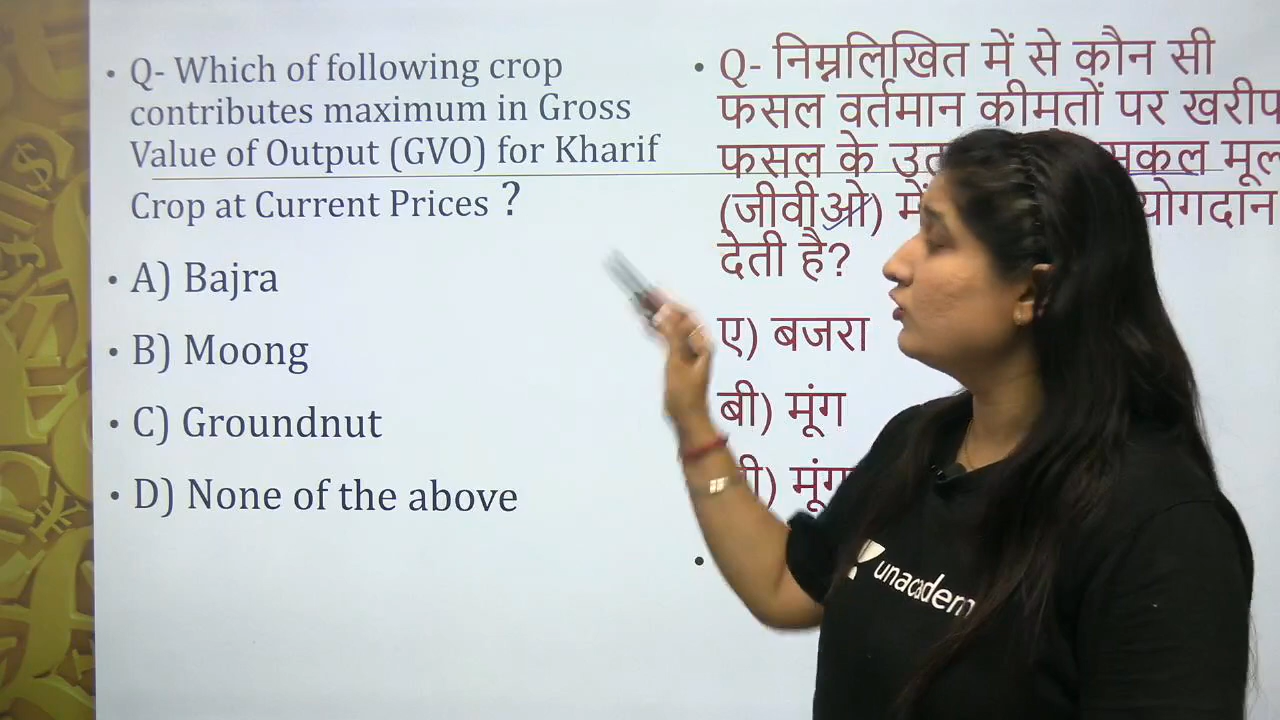 Q- Which of following crop
contributes maximum in Gross
Value of Output (GVO) for Kharif
Crop at Current Prices ?
A) Bajra
B) Moong
C) Groundnut
D) None of the above
Q- निम्नलिखित में से कौन सी
फसल वर्तमान कीमतों पर खरीफ
फसल के मूल
(जीवीओ) में योगदान
देती है?
ए) बजरा
बी) मूंग
unacadem